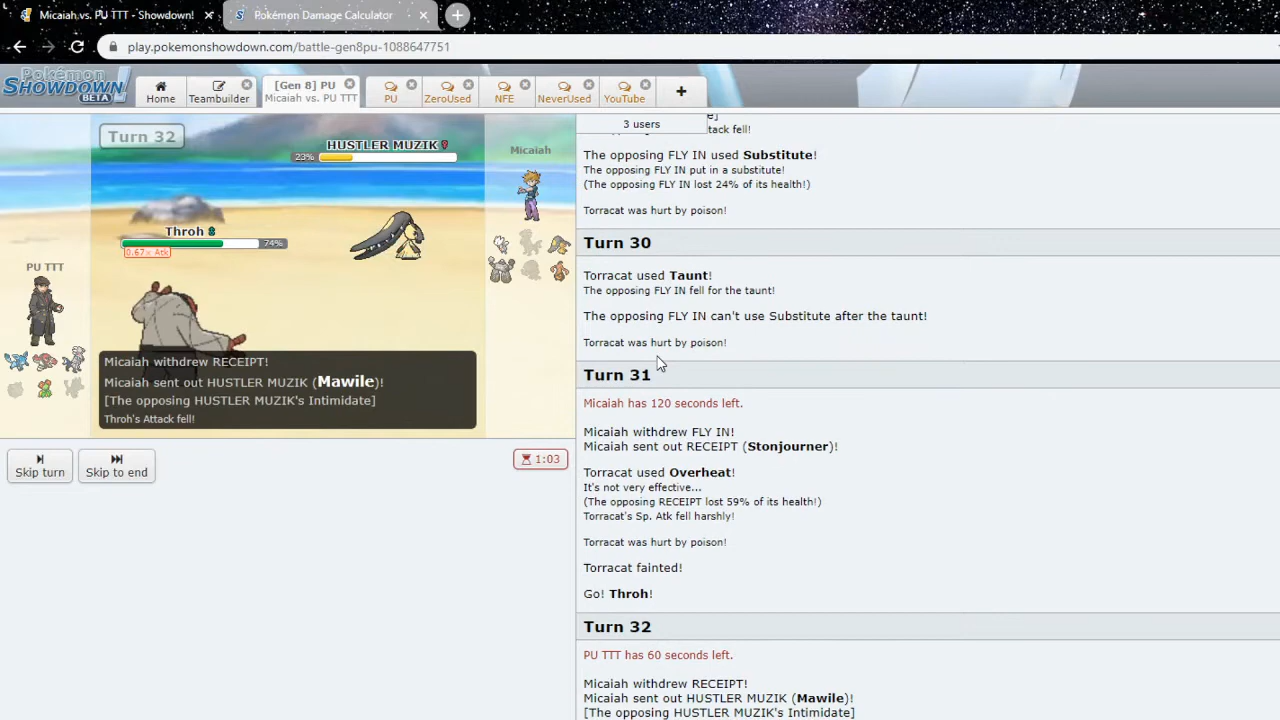 Micaiah vs. PU TTT - Showdown!
Pokémon Damage Calculator
play.pokemonshowdown.com/battle-gen8pu-1088647751
Pokémon
SHOWDOWN
BETA
Home
Teambuilder
[Gen 8] PU
Micaiah vs. PU TTT
PU
ZeroUsed
NFE
NeverUsed
YouTube
Turn 32
HUSTLER MUZIK
23%
Throh
74%
0.67× Atk
Micaiah
PU TTT
Micaiah withdrew RECEIPT!
Micaiah sent out HUSTLER MUZIK (Mawile)!
[The opposing HUSTLER MUZIK's Intimidate]
Throh's Attack fell!
Skip turn
Skip to end
1:03
3 users
tack fell!
The opposing FLY IN used Substitute!
The opposing FLY IN put in a substitute!
(The opposing FLY IN lost 24% of its health!)
Torracat was hurt by poison!
Turn 30
Torracat used Taunt!
The opposing FLY IN fell for the taunt!
The opposing FLY IN can't use Substitute after the taunt!
Torracat was hurt by poison!
Turn 31
Micaiah has 120 seconds left.
Micaiah withdrew FLY IN!
Micaiah sent out RECEIPT (Stonjourner)!
Torracat used Overheat!
It's not very effective...
(The opposing RECEIPT lost 59% of its health!)
Torracat's Sp. Atk fell harshly!
Torracat was hurt by poison!
Torracat fainted!
Go! Throh!
Turn 32
PU TTT has 60 seconds left.
Micaiah withdrew RECEIPT!
Micaiah sent out HUSTLER MUZIK (Mawile)!
[The opposing HUSTLER MUZIK's Intimidate]